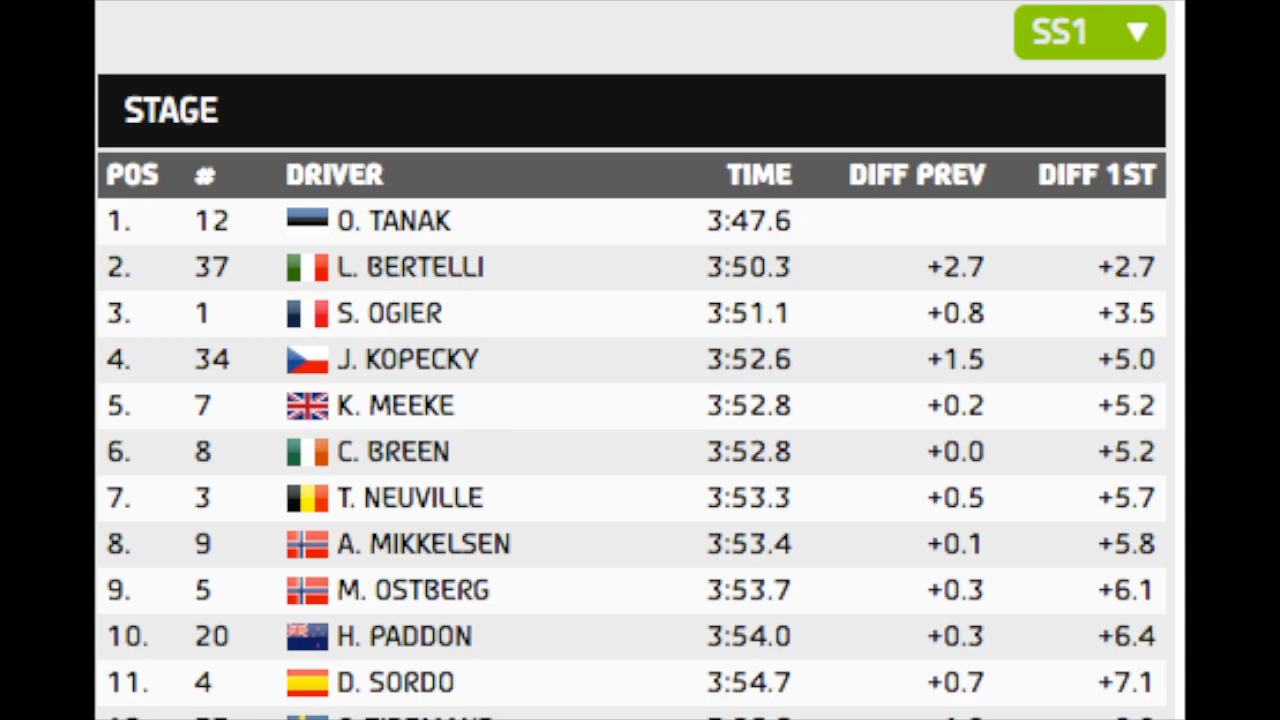 SS1
STAGE
POS # DRIVER TIME DIFF PREV DIFF 1ST
1. 12 O. TANAK 3:47.6
2. 37 L. BERTELLI 3:50.3 +2.7 +2.7
3. 1 S. OGIER 3:51.1 +0.8 +3.5
4. 34 J. KOPECKY 3:52.6 +1.5 +5.0
5. 7 K. MEEKE 3:52.8 +0.2 +5.2
6. 8 C. BREEN 3:52.8 +0.0 +5.2
7. 3 T. NEUVILLE 3:53.3 +0.5 +5.7
8. 9 A. MIKKELSEN 3:53.4 +0.1 +5.8
9. 5 M. OSTBERG 3:53.7 +0.3 +6.1
10. 20 H. PADDON 3:54.0 +0.3 +6.4
11. 4 D. SORDO 3:54.7 +0.7 +7.1